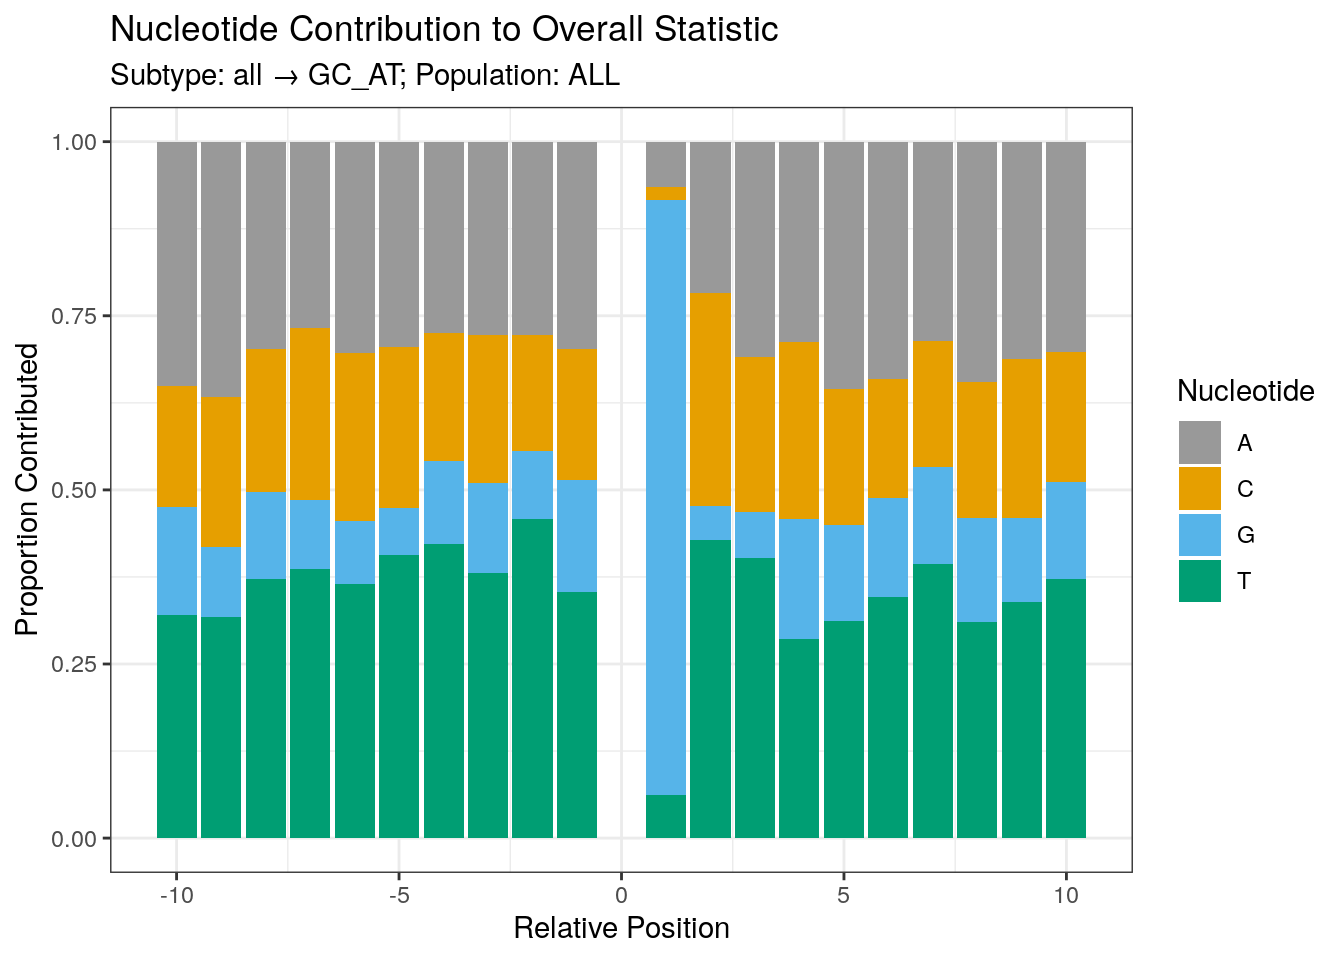 Nucleotide Contribution to Overall Statistic
Subtype: all → GC_AT; Population: ALL
Proportion Contributed
1.00
0.75
0.50
0.25
0.00
-10
-5
0
5
10
Relative Position
Nucleotide
A
C
G
T